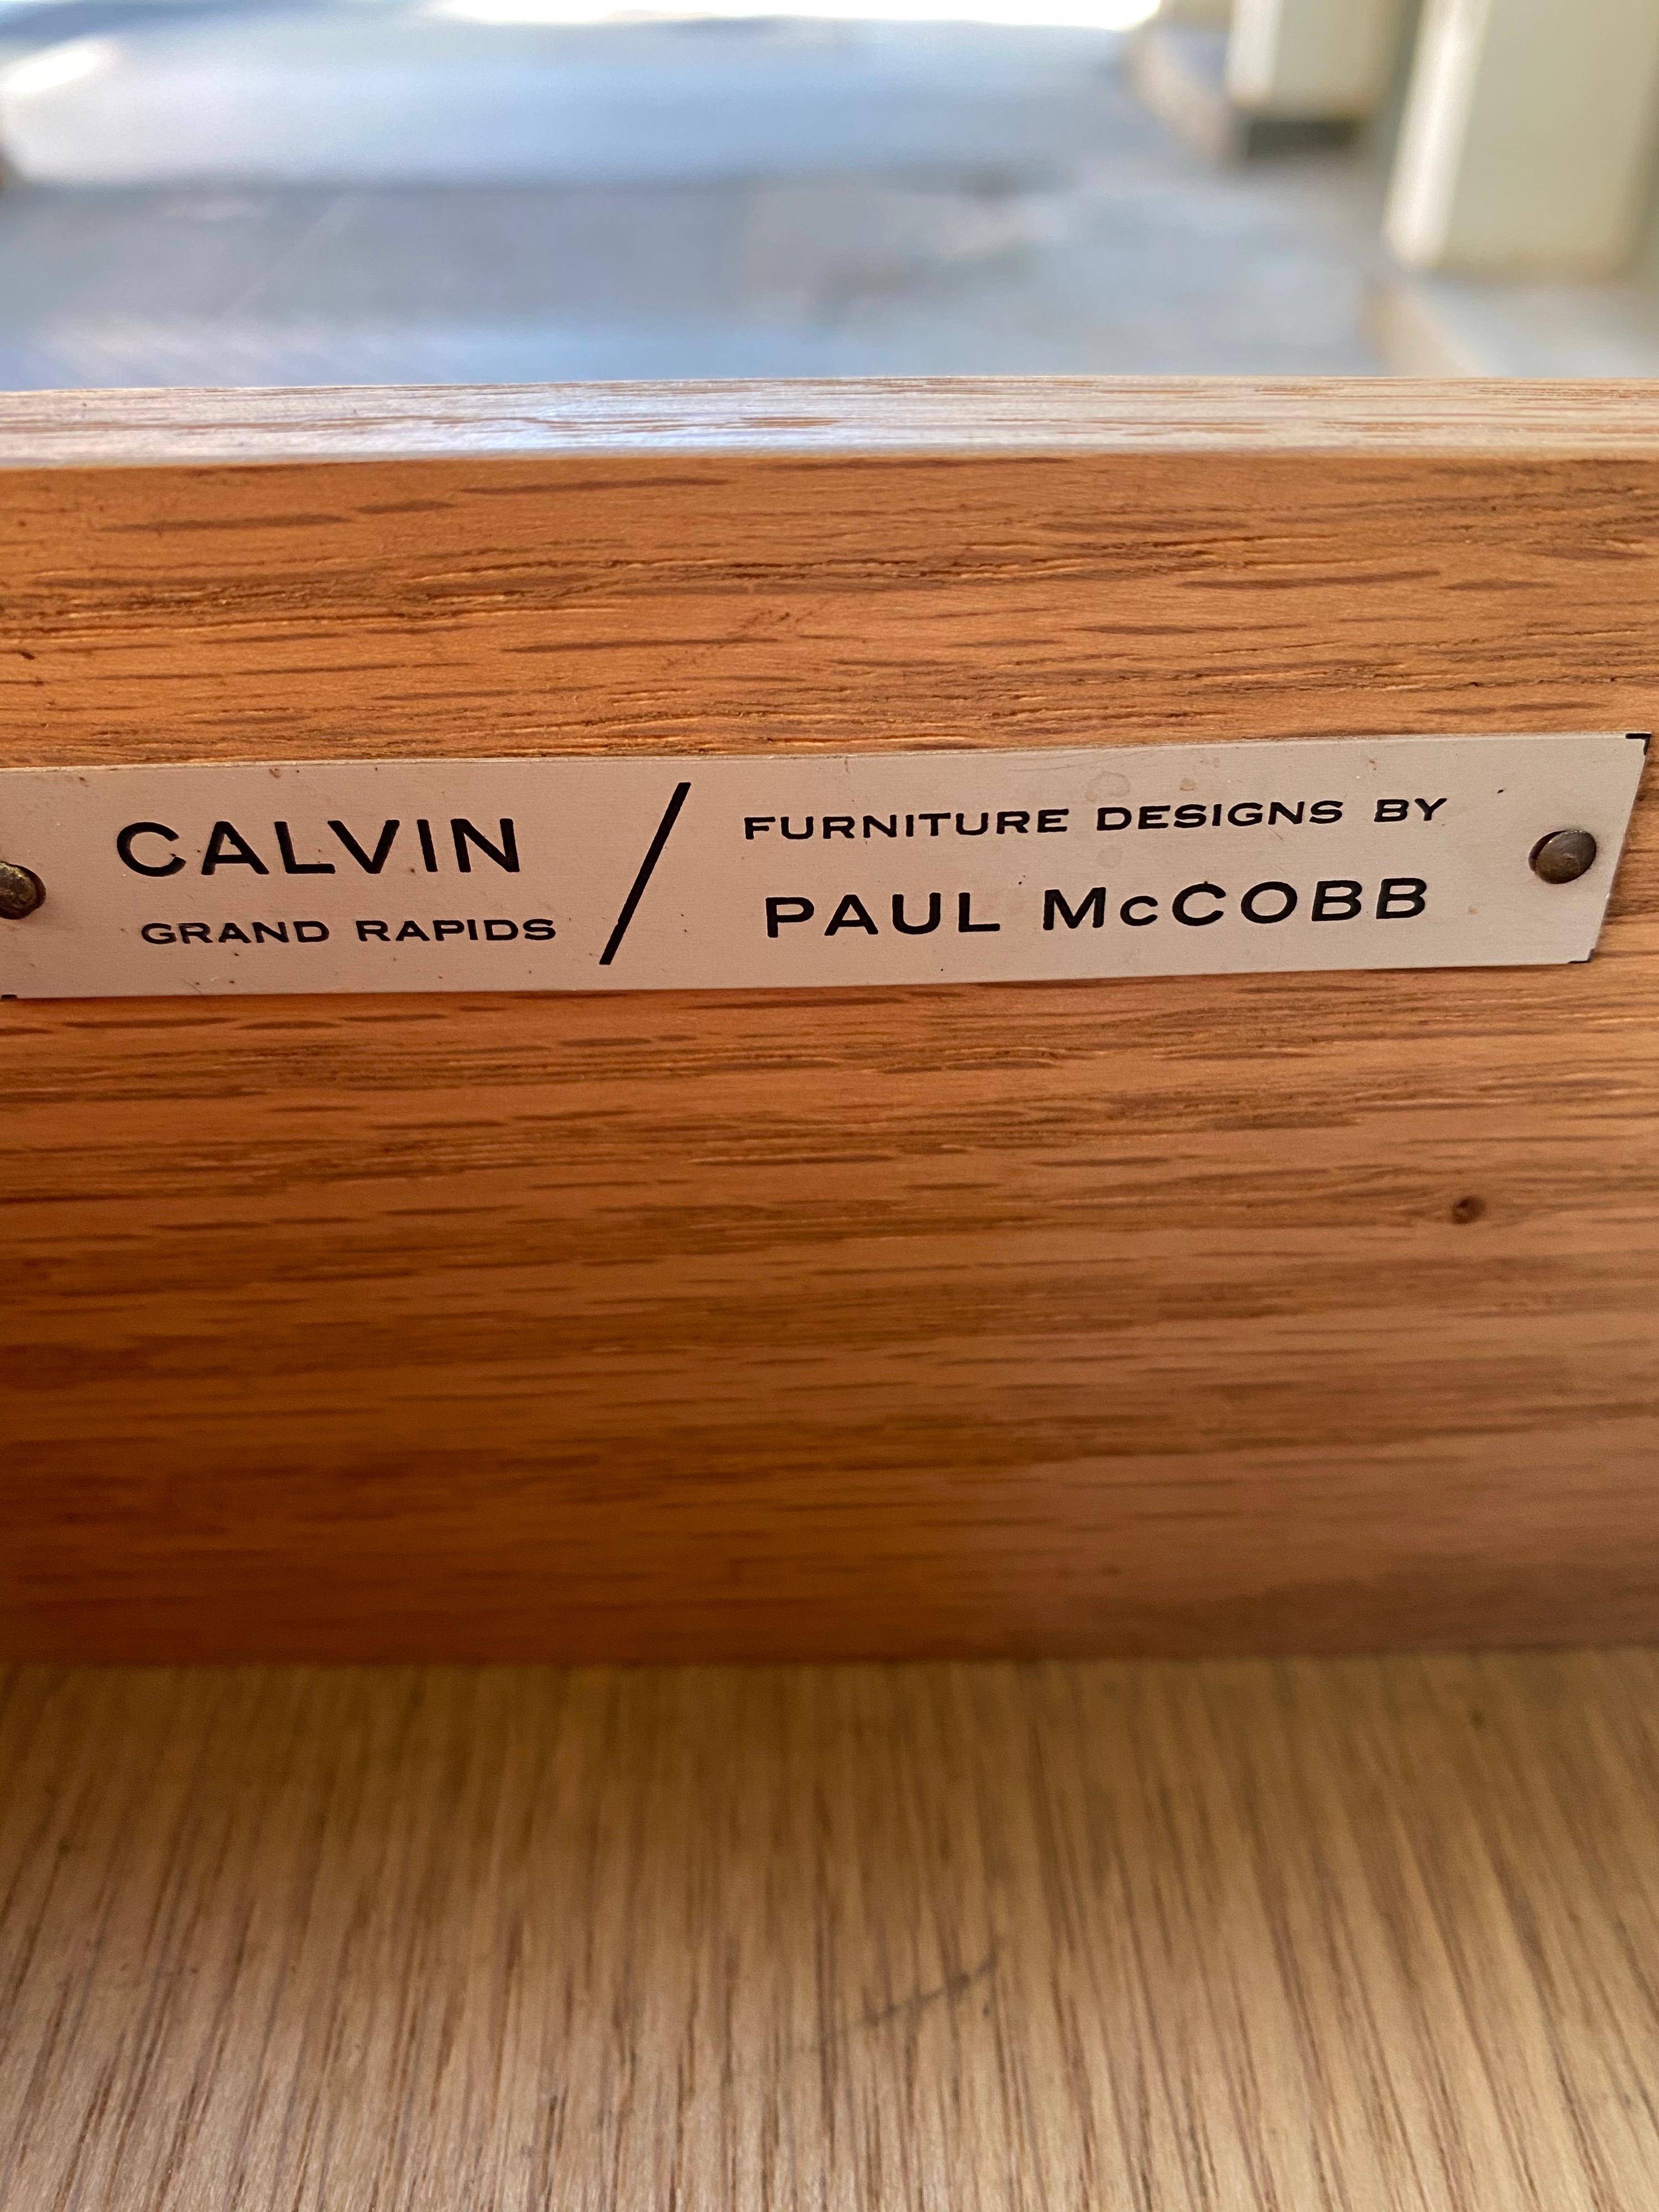 CALVIN
GRAND RAPIDS
/
FURNITURE DESIGNS BY
PAUL McCOBB